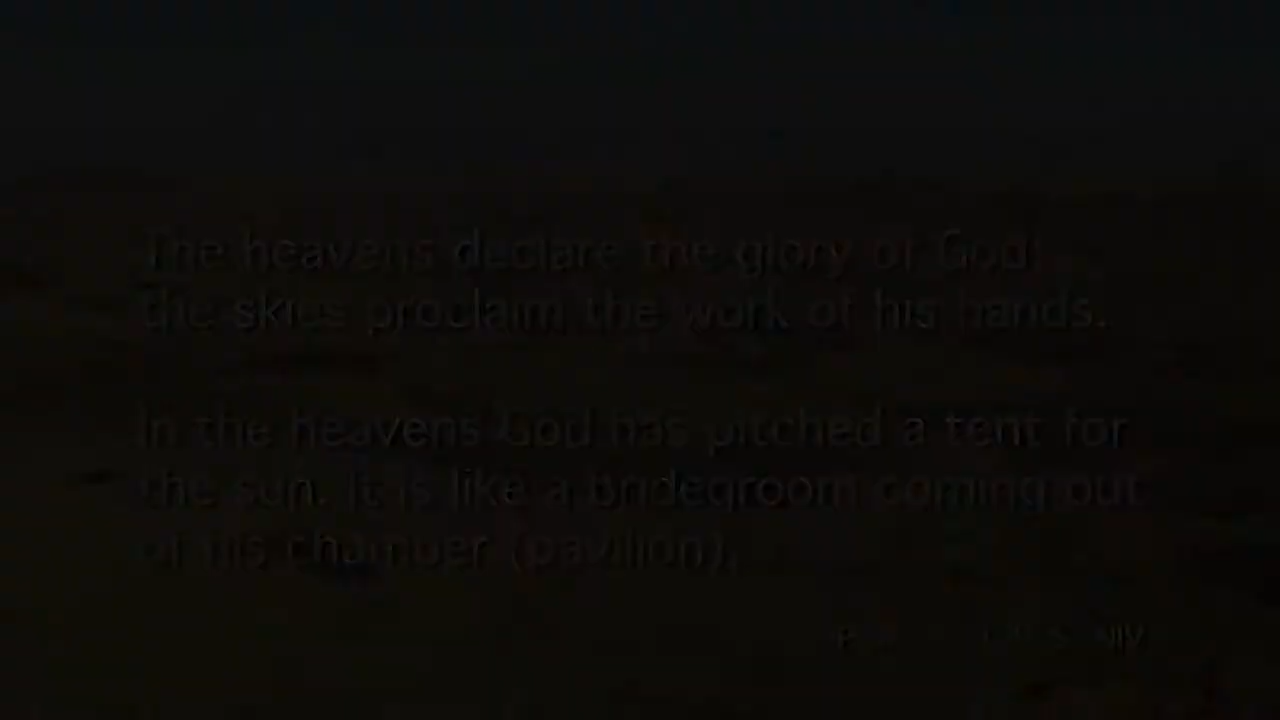 The heavens declare the glory of God
the skies proclaim the work of his hands.
In the heavens God has pitched a tent for
the sun. It is like a bridegroom coming out
of his chamber (pavilion).
NIV